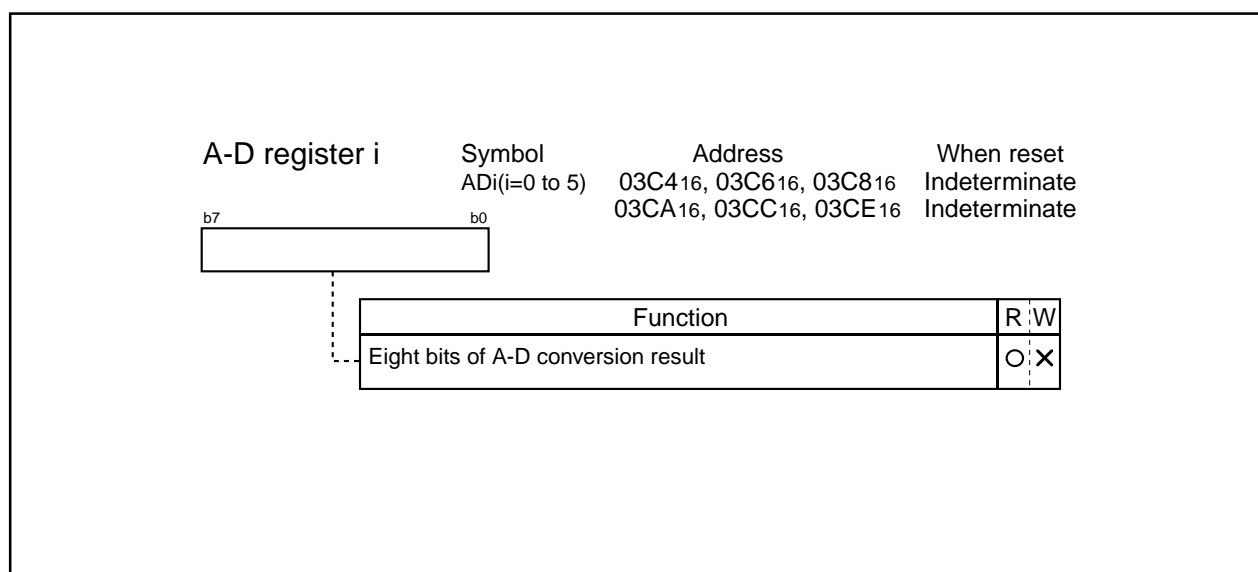 A-D register i Symbol Address When reset
ADi(i=0 to 5) 03C416, 03C616, 03C816 Indeterminate
03CA16, 03CC16, 03CE16 Indeterminate
b7 b0
Function R W
Eight bits of A-D conversion result O X